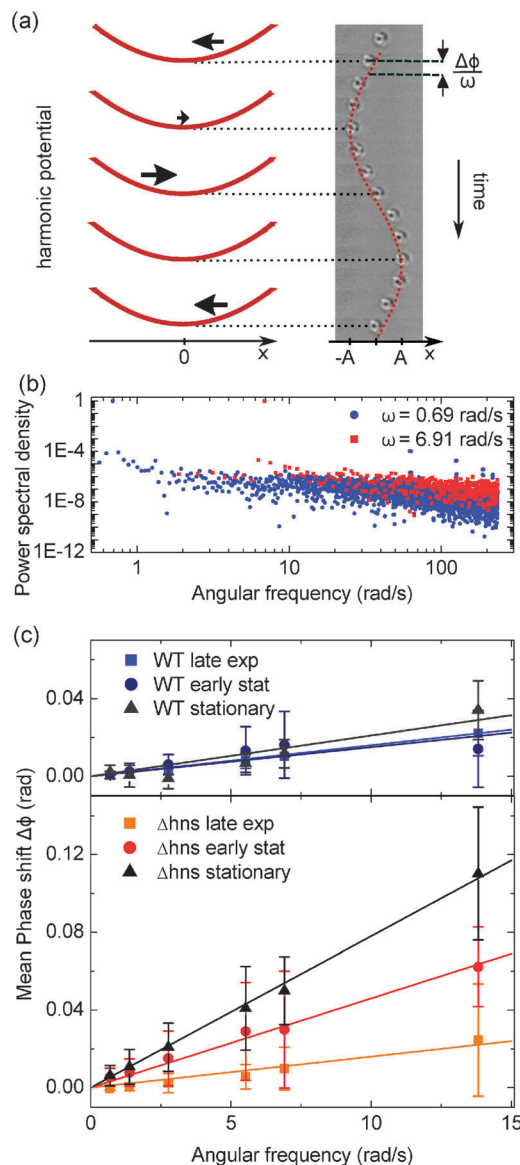 (a)
harmonic potential
0
x
Δϕ
ω
time
-A
A
x
(b)
Power spectral density
1
1E-4
1E-8
1E-12
ω = 0.69 rad/s
ω = 6.91 rad/s
1
10
100
Angular frequency (rad/s)
(c)
Mean Phase shift Δϕ (rad)
0.04
0.00
WT late exp
WT early stat
WT stationary
0.12
0.08
0.04
0.00
Δhns late exp
Δhns early stat
Δhns stationary
0
5
10
15
Angular frequency (rad/s)